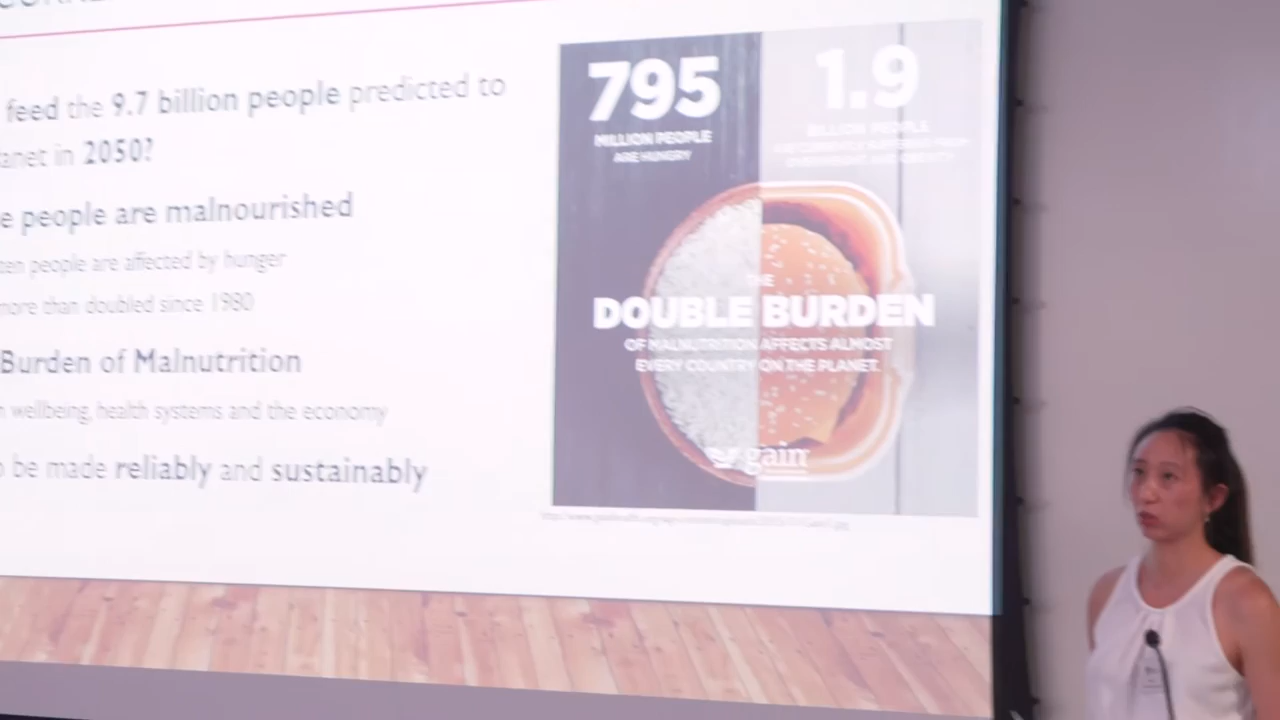 feed the 9.7 billion people predicted to
anet in 2050?
e people are malnourished
ten people are affected by hunger
more than doubled since 1980
Burden of Malnutrition
n wellbeing, health systems and the economy
o be made reliably and sustainably
795
MILLION PEOPLE
ARE HUNGRY
1.9
BILLION PEOPLE
THE
DOUBLE BURDEN
OF MALNUTRITION AFFECTS ALMOST
EVERY COUNTRY ON THE PLANET.
gain